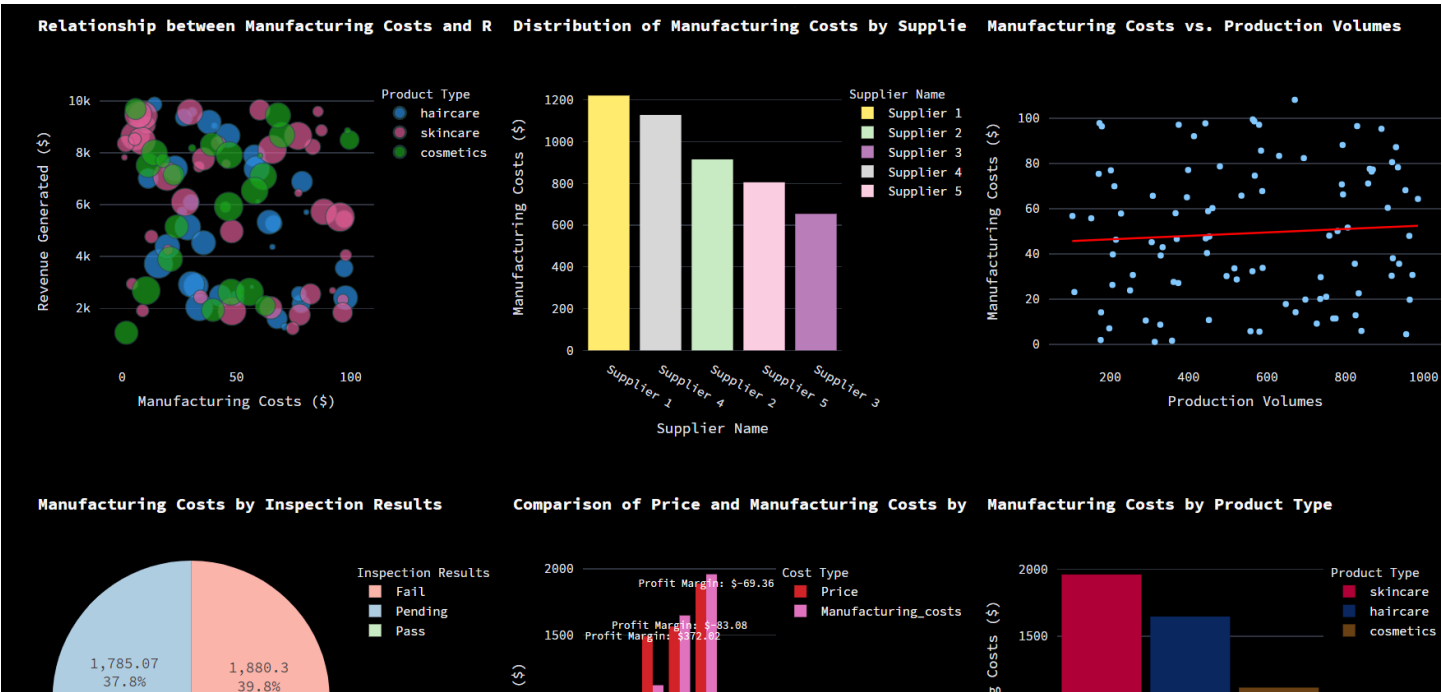 Relationship between Manufacturing Costs and R
Product Type
haircare
skincare
cosmetics
Revenue Generated ($)
10k
8k
6k
4k
2k
0
50
100
Manufacturing Costs ($)
Distribution of Manufacturing Costs by Supplie
Supplier Name
Supplier 1
Supplier 2
Supplier 3
Supplier 4
Supplier 5
Manufacturing Costs ($)
1200
1000
800
600
400
200
0
Supplier 1
Supplier 4
Supplier 2
Supplier 5
Supplier 3
Supplier Name
Manufacturing Costs vs. Production Volumes
Manufacturing Costs ($)
100
80
60
40
20
0
200
400
600
800
1000
Production Volumes
Manufacturing Costs by Inspection Results
Inspection Results
Fail
Pending
Pass
1,785.07
37.8%
1,880.3
39.8%
Comparison of Price and Manufacturing Costs by
Cost Type
Price
Manufacturing_costs
2000
1500
($)
Profit Margin: $-69.36
Profit Margin: $-83.08
Profit Margin: $372.02
Manufacturing Costs by Product Type
Product Type
skincare
haircare
cosmetics
2000
1500
g Costs ($)